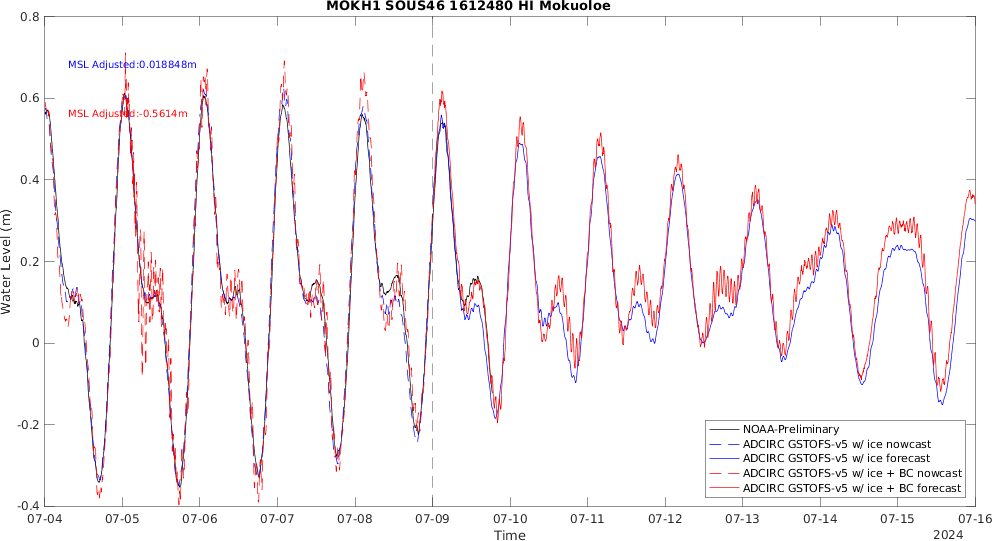 MOKH1 SOUS46 1612480 HI Mokuoloe
0.8
MSL Adjusted:0.018848m
0.6
MSL Adjusted:-0.5614m
0.4
0.2
0
-0.2
-0.4
Water Level (m)
NOAA-Preliminary
ADCIRC GSTOFS-v5 w/ ice nowcast
ADCIRC GSTOFS-v5 w/ ice forecast
ADCIRC GSTOFS-v5 w/ ice + BC nowcast
ADCIRC GSTOFS-v5 w/ ice + BC forecast
07-04 07-05 07-06 07-07 07-08 07-09 07-10 07-11 07-12 07-13 07-14 07-15 07-16
Time
2024